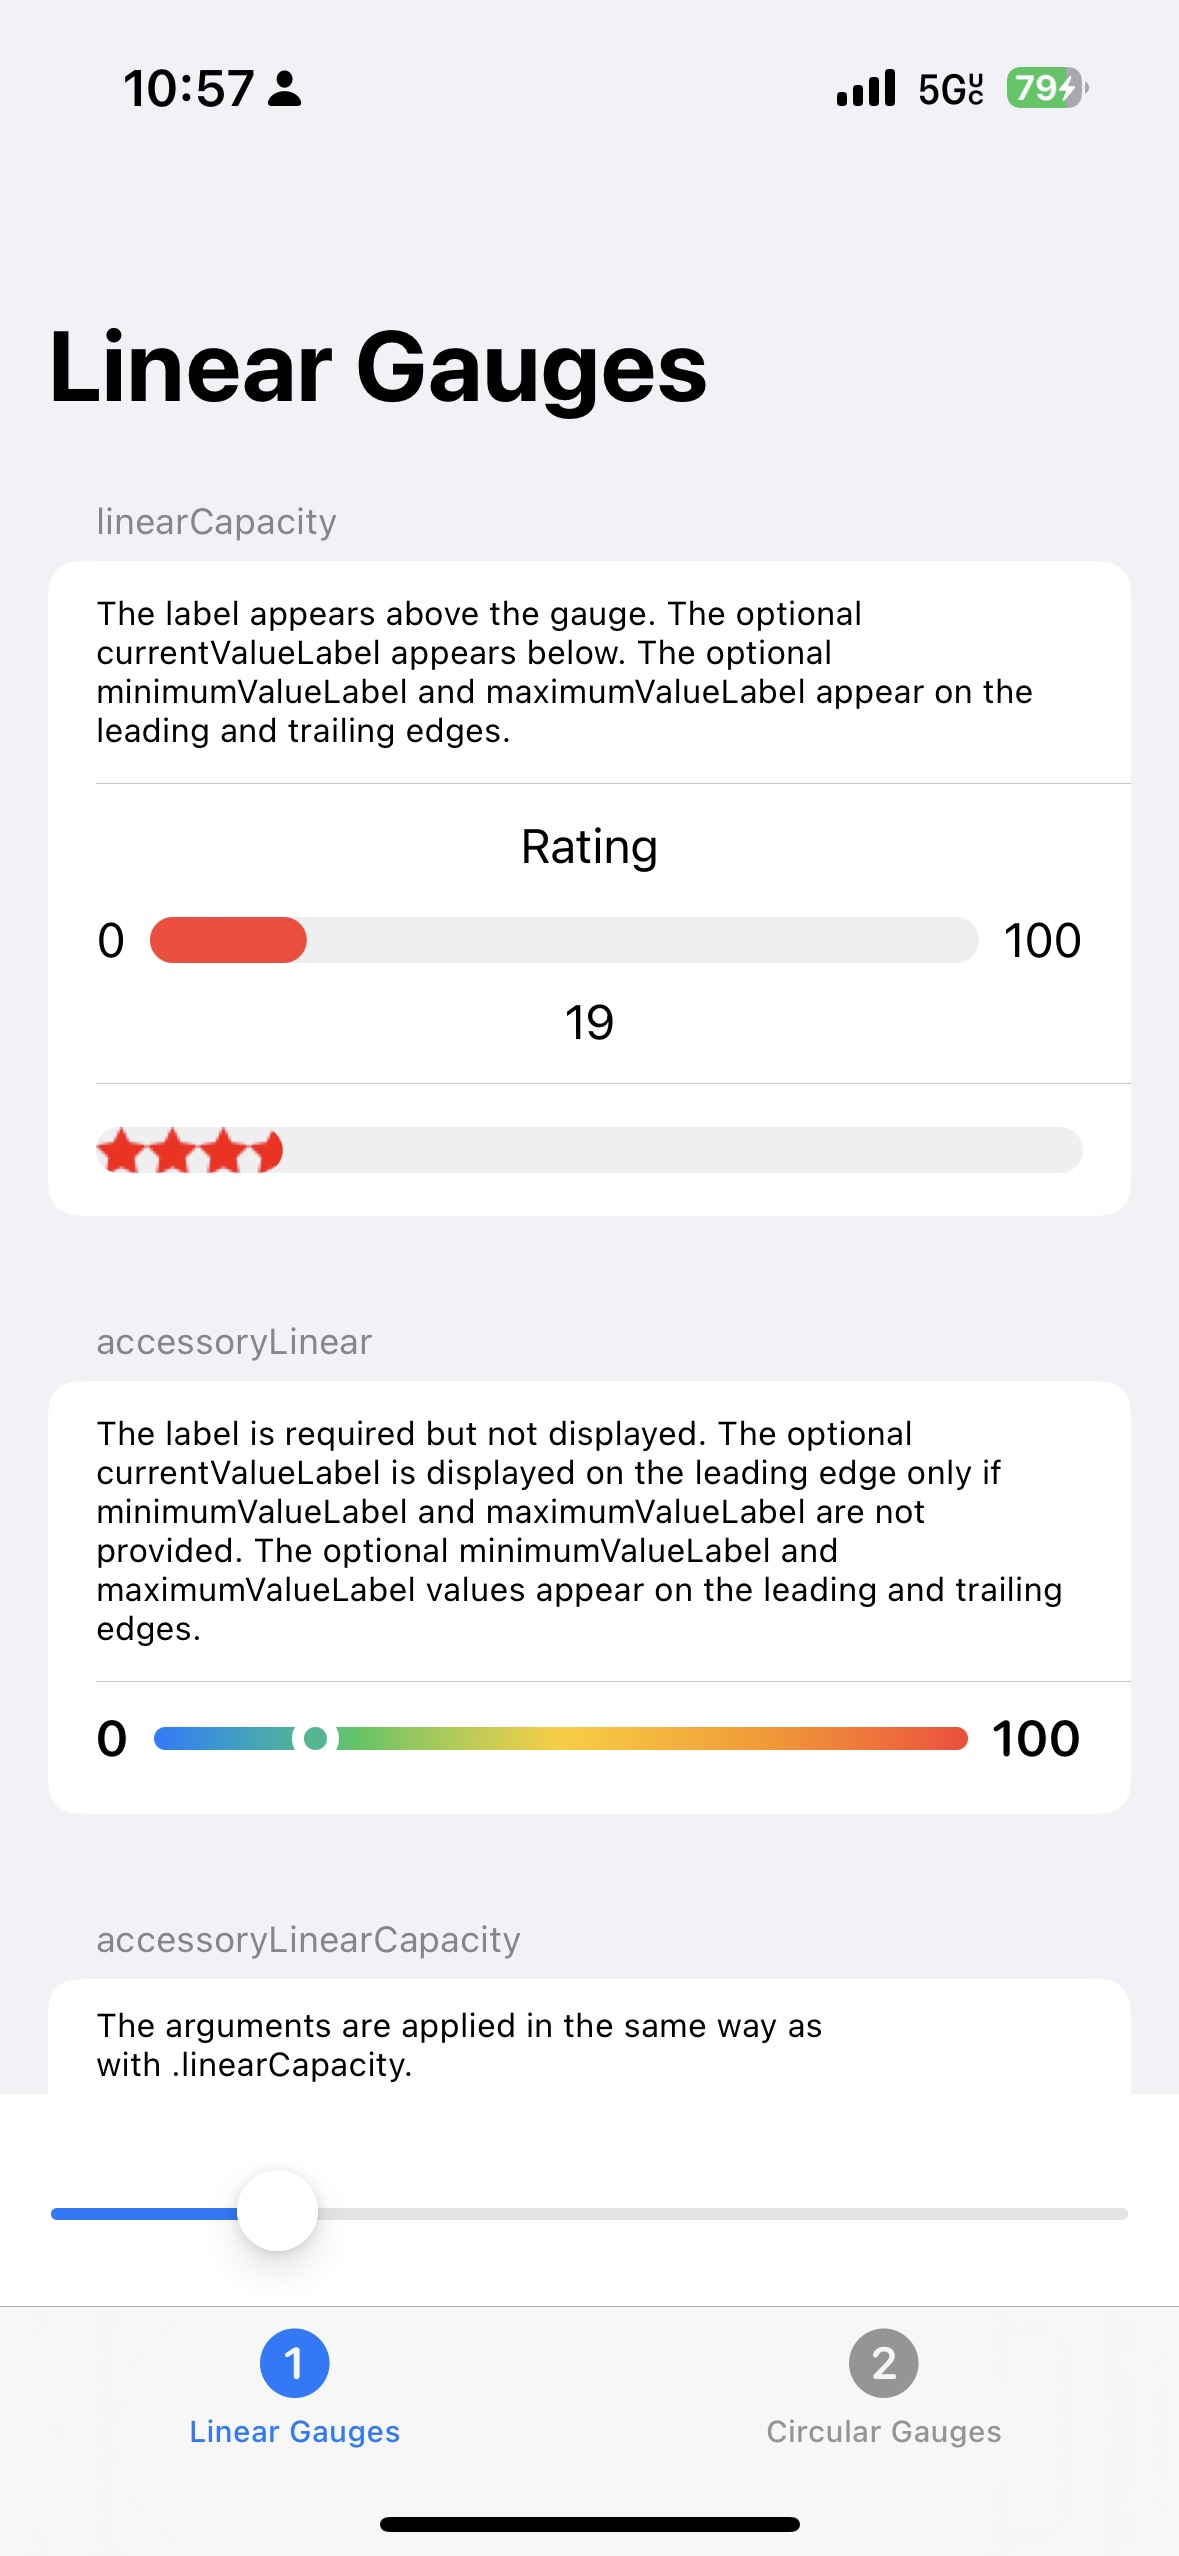 10:57
5GUC
79
Linear Gauges
linearCapacity
The label appears above the gauge. The optional
currentValueLabel appears below. The optional
minimumValueLabel and maximumValueLabel appear on the
leading and trailing edges.
Rating
0
100
19
accessoryLinear
The label is required but not displayed. The optional
currentValueLabel is displayed on the leading edge only if
minimumValueLabel and maximumValueLabel are not
provided. The optional minimumValueLabel and
maximumValueLabel values appear on the leading and trailing
edges.
0
100
accessoryLinearCapacity
The arguments are applied in the same way as
with .linearCapacity.
1
Linear Gauges
2
Circular Gauges